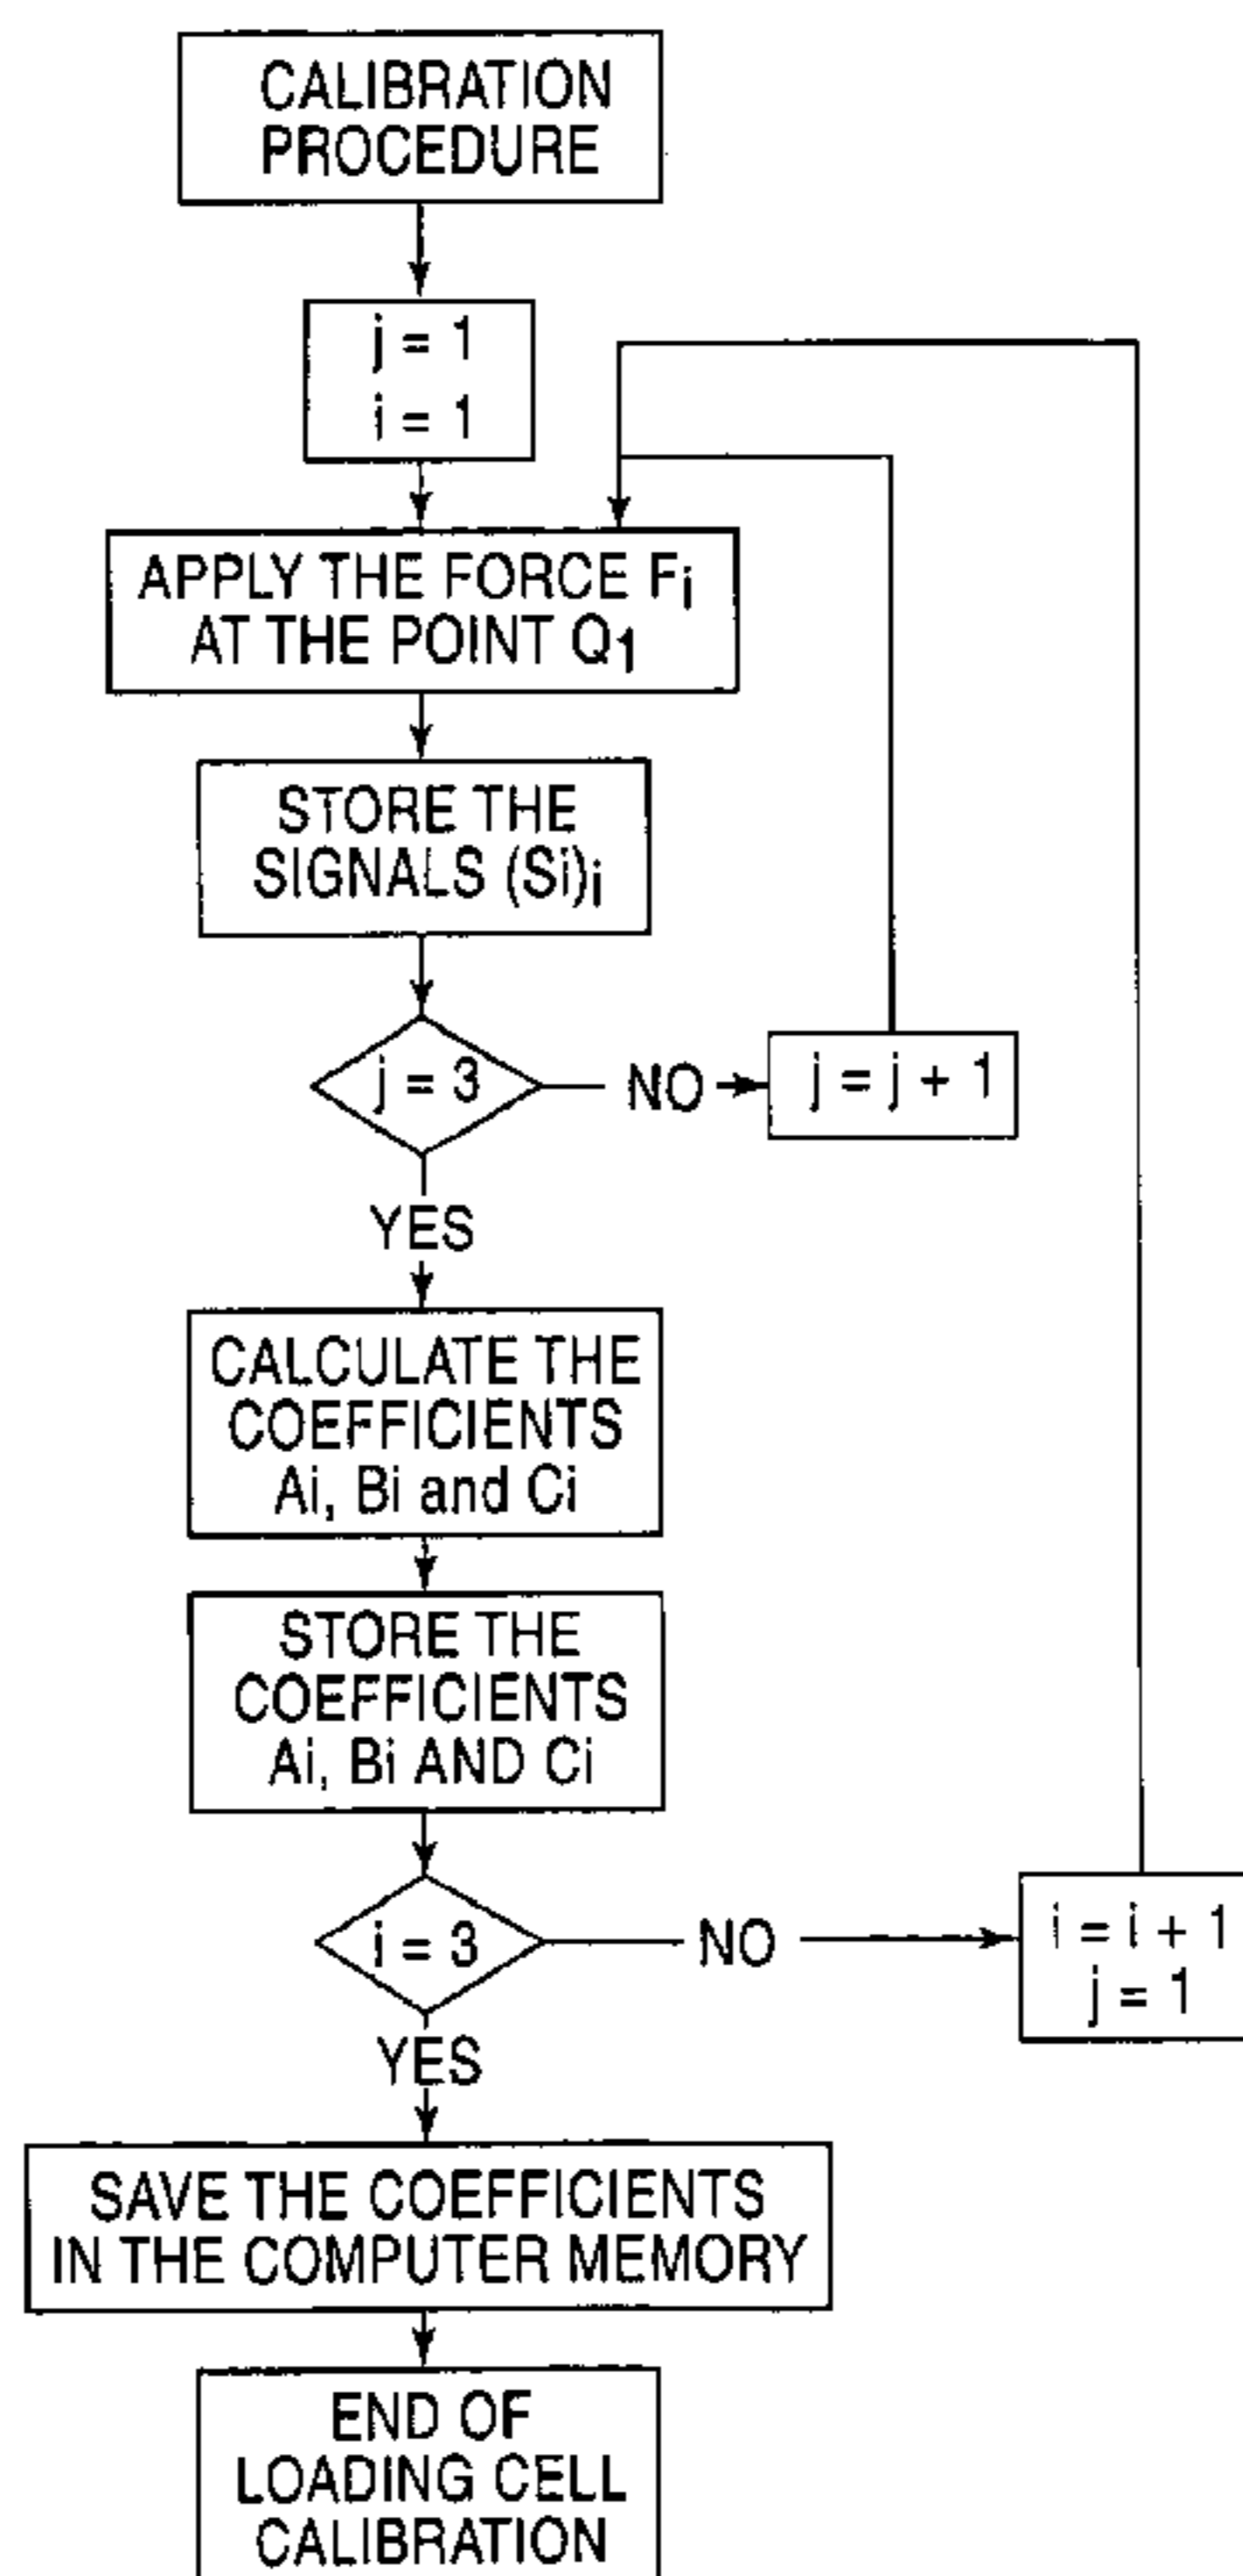 CALIBRATION
PROCEDURE
j = 1
i = 1
APPLY THE FORCE Fi
AT THE POINT Q1
STORE THE
SIGNALS (Si)i
j = 3
NO
j = j + 1
YES
CALCULATE THE
COEFFICIENTS
Ai, Bi and Ci
STORE THE
COEFFICIENTS
Ai, Bi AND Ci
i = 3
NO
i = i + 1
j = 1
YES
SAVE THE COEFFICIENTS
IN THE COMPUTER MEMORY
END OF
LOADING CELL
CALIBRATION